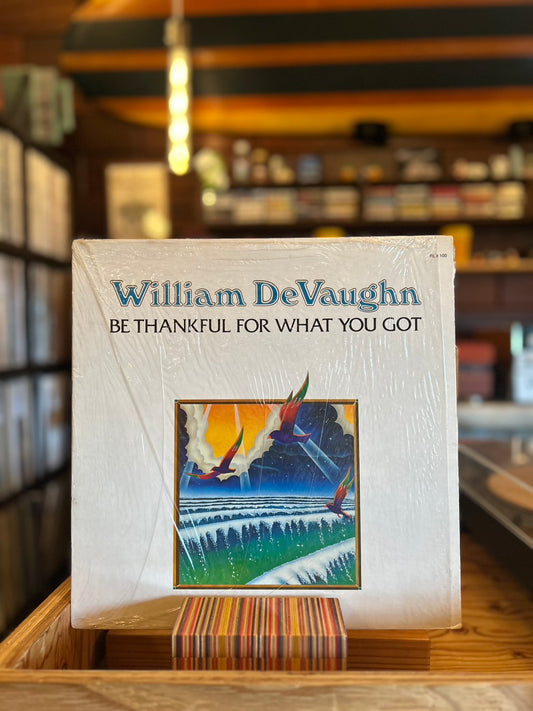 William DeVaughn
BE THANKFUL FOR WHAT YOU GOT